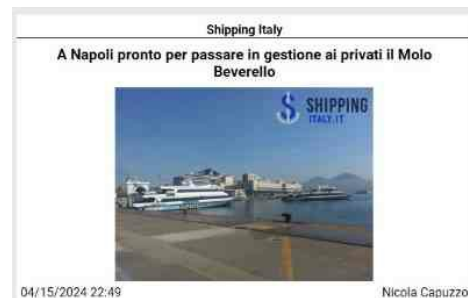 Shipping Italy
A Napoli pronto per passare in gestione ai privati il Molo
Beverello
SHIPPING
ITALY.IT
04/15/2024 22:49
Nicola Capuzzo